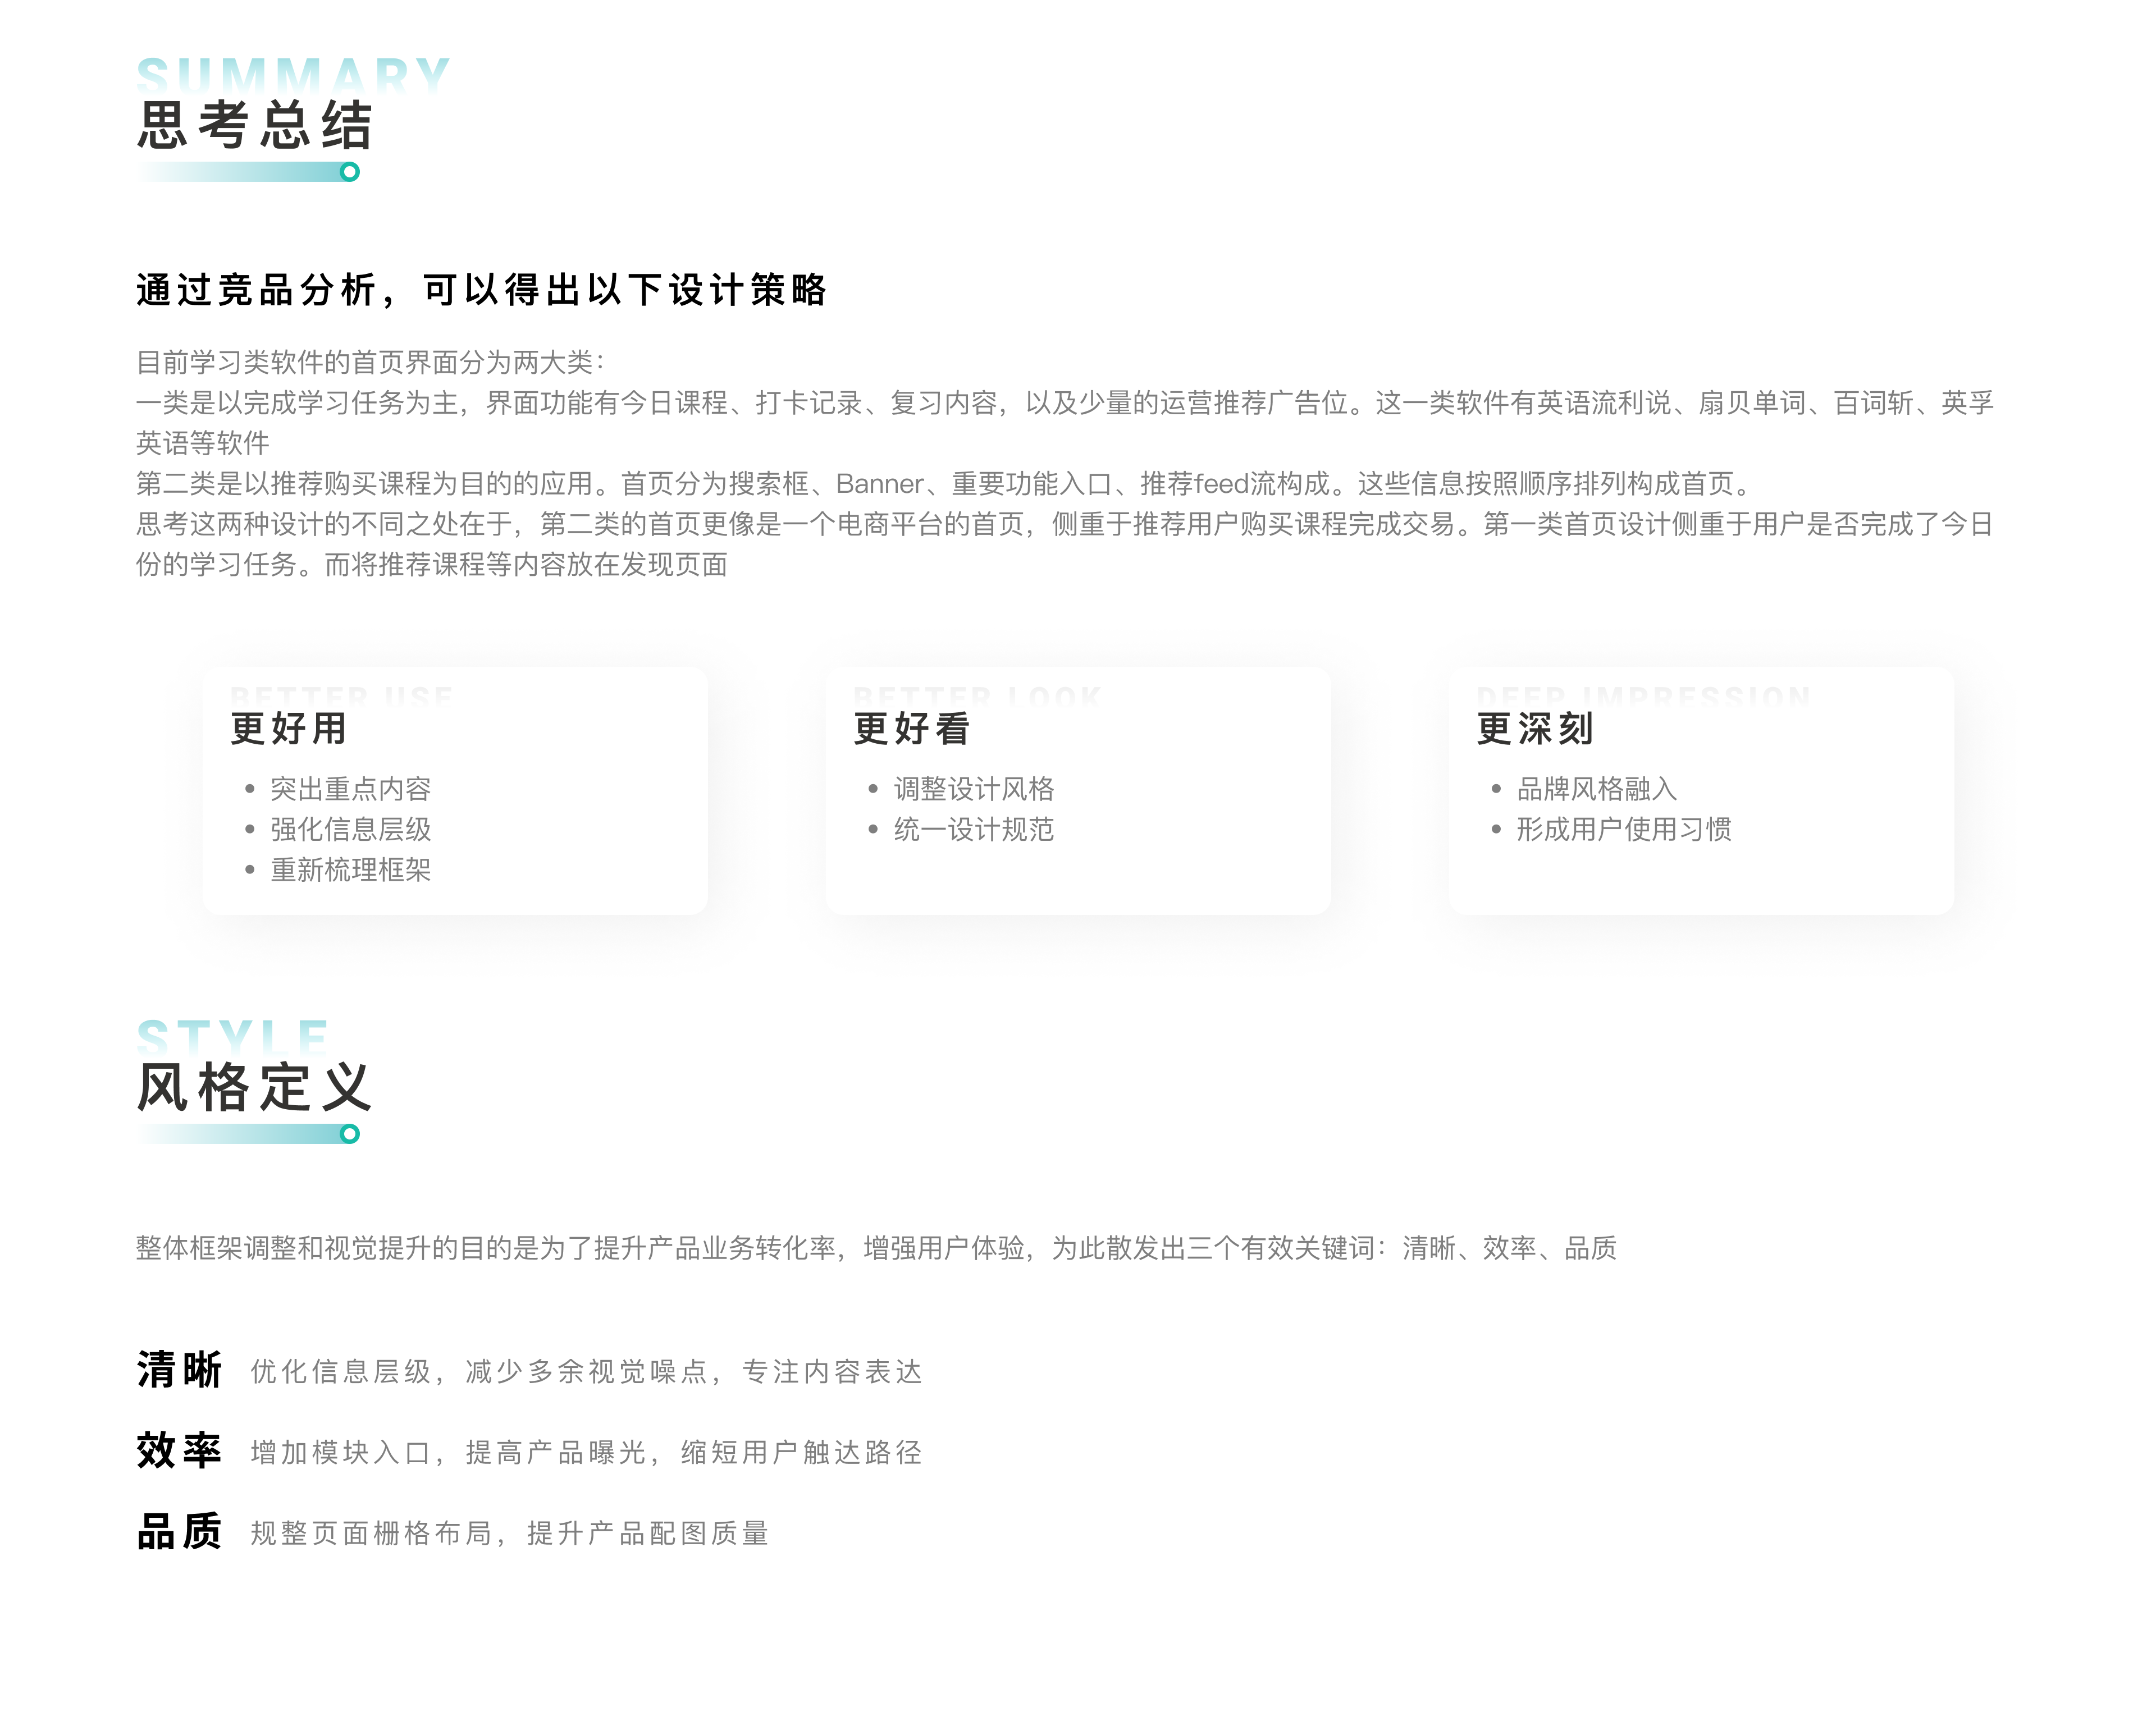 SUMMARY
思考总结
通过竞品分析，可以得出以下设计策略
目前学习类软件的首页界面分为两大类：
一类是以完成学习任务为主，界面功能有今日课程、打卡记录、复习内容，以及少量的运营推荐广告位。这一类软件有英语流利说、扇贝单词、百词斩、英孚
英语等软件
第二类是以推荐购买课程为目的的应用。首页分为搜索框、Banner、重要功能入口、推荐feed流构成。这些信息按照顺序排列构成首页。
思考这两种设计的不同之处在于，第二类的首页更像是一个电商平台的首页，侧重于推荐用户购买课程完成交易。第一类首页设计侧重于用户是否完成了今日
份的学习任务。而将推荐课程等内容放在发现页面
BETTER USE
更好用
• 突出重点内容
• 强化信息层级
• 重新梳理框架
BETTER LOOK
更好看
• 调整设计风格
• 统一设计规范
DEEP IMPRESSION
更深刻
• 品牌风格融入
• 形成用户使用习惯
STYLE
风格定义
整体框架调整和视觉提升的目的是为了提升产品业务转化率，增强用户体验，为此散发出三个有效关键词：清晰、效率、品质
清晰 优化信息层级，减少多余视觉噪点，专注内容表达
效率 增加模块入口，提高产品曝光，缩短用户触达路径
品质 规整页面栅格布局，提升产品配图质量